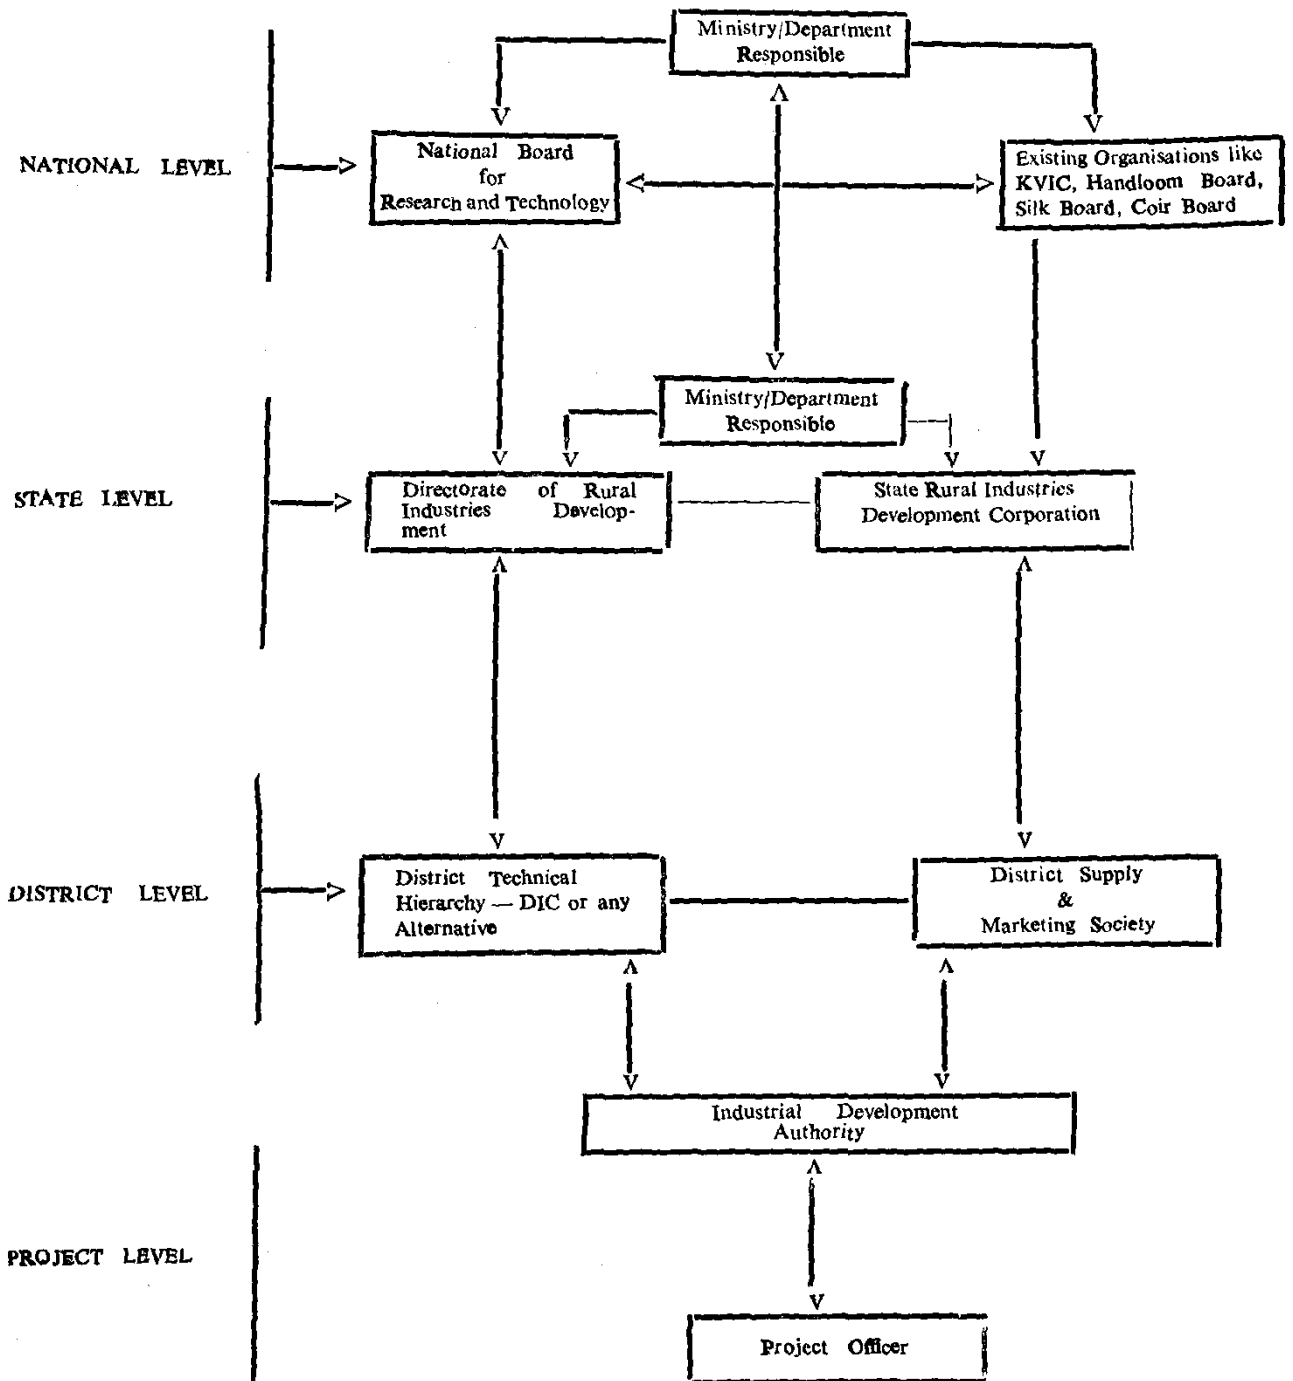 Ministry/Department
Responsible
NATIONAL LEVEL
National Board
for
Research and Technology
Existing Organisations like
KVIC, Handloom Board,
Silk Board, Coir Board
Ministry/Department
Responsible
STATE LEVEL
Directorate of Rural
Industries Develop-
ment
State Rural Industries
Development Corporation
DISTRICT LEVEL
District Technical
Hierarchy — DIC or any
Alternative
District Supply
&
Marketing Society
Industrial Development
Authority
PROJECT LEVEL
Project Officer